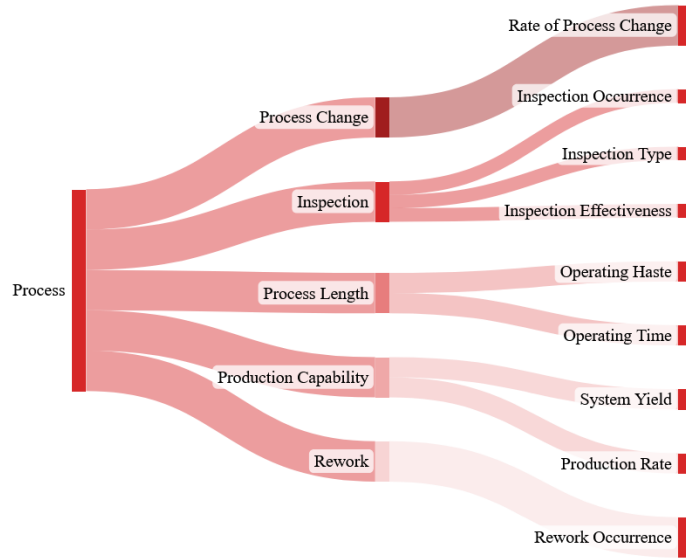 Process
Process Change
Inspection
Process Length
Production Capability
Rework
Rate of Process Change
Inspection Occurrence
Inspection Type
Inspection Effectiveness
Operating Haste
Operating Time
System Yield
Production Rate
Rework Occurrence